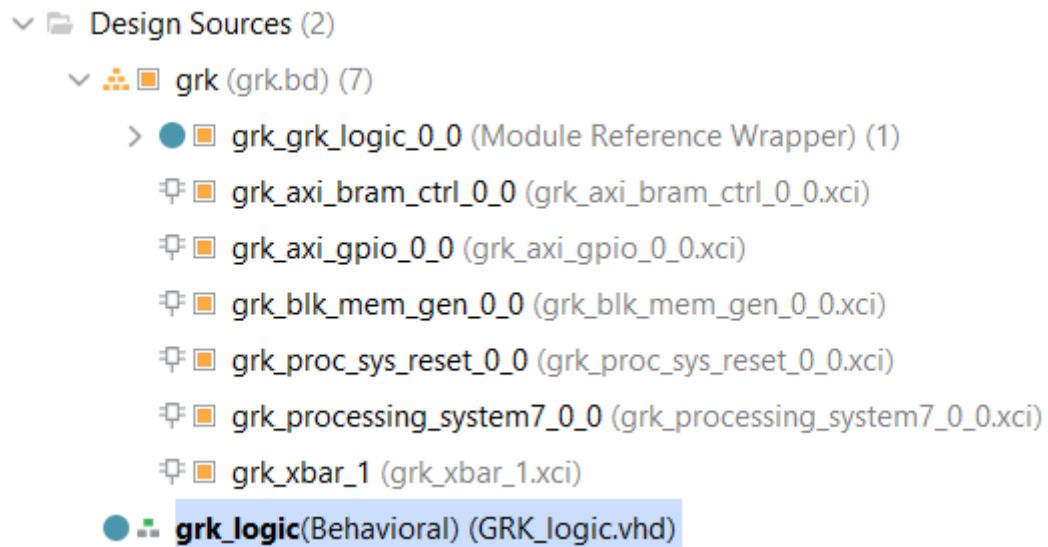 Design Sources (2)
grk (grk.bd) (7)
grk_grk_logic_0_0 (Module Reference Wrapper) (1)
grk_axi_bram_ctrl_0_0 (grk_axi_bram_ctrl_0_0.xci)
grk_axi_gpio_0_0 (grk_axi_gpio_0_0.xci)
grk_blk_mem_gen_0_0 (grk_blk_mem_gen_0_0.xci)
grk_proc_sys_reset_0_0 (grk_proc_sys_reset_0_0.xci)
grk_processing_system7_0_0 (grk_processing_system7_0_0.xci)
grk_xbar_1 (grk_xbar_1.xci)
grk_logic(Behavioral) (GRK_logic.vhd)